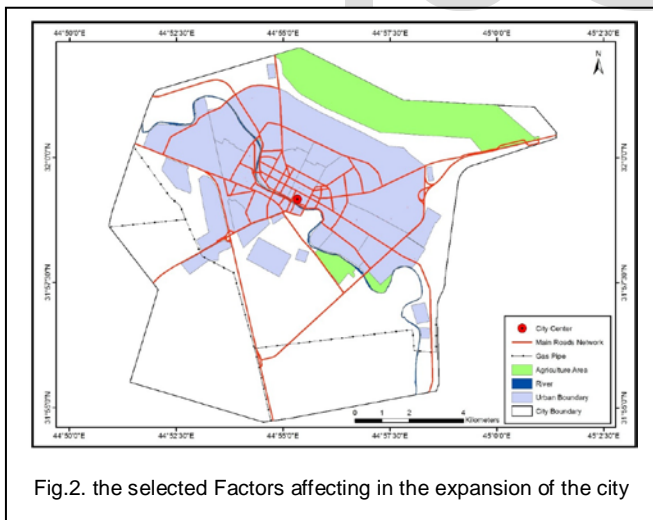 44°50'0"E 44°52'30"E 44°55'0"E 44°57'30"E 45°0'0"E 45°2'30"E
N
32°0'0"N 32°0'0"N
31°57'30"N 31°57'30"N
City Center
Main Roads Network
Gas Pipe
Agriculture Area
River
Urban Boundary
City Boundary
0 1 2 4
Kilometers
31°55'0"N 31°55'0"N
44°50'0"E 44°52'30"E 44°55'0"E 44°57'30"E 45°0'0"E 45°2'30"E
Fig.2. the selected Factors affecting in the expansion of the city